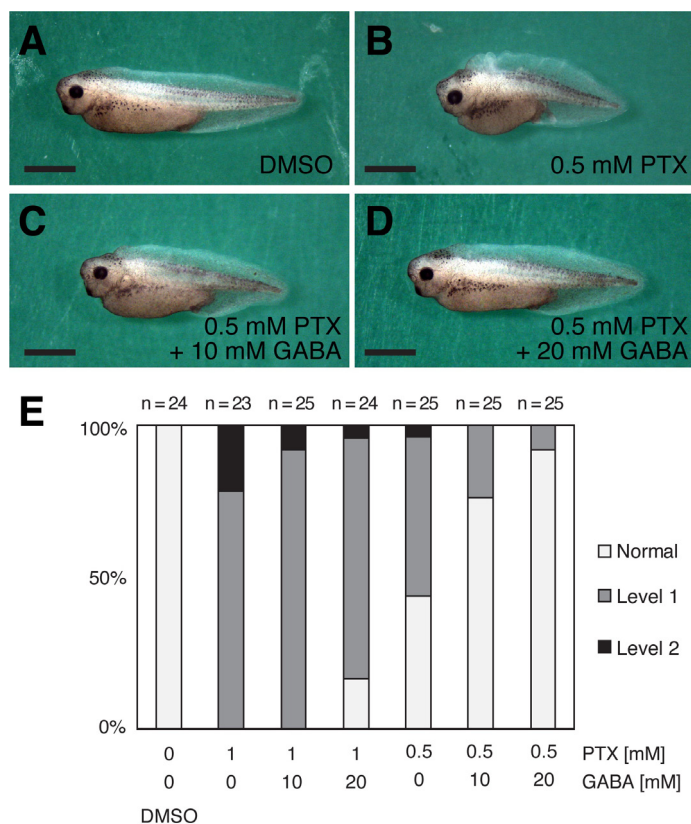 A
DMSO
B
0.5 mM PTX
C
0.5 mM PTX
+ 10 mM GABA
D
0.5 mM PTX
+ 20 mM GABA
E
n = 24 n = 23 n = 25 n = 24 n = 25 n = 25 n = 25
100%
50%
0%
Normal
Level 1
Level 2
0 1 1 1 0.5 0.5 0.5 PTX [mM]
0 0 10 20 0 10 20 GABA [mM]
DMSO